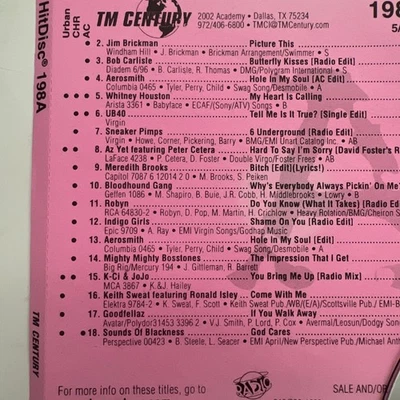 HitDisc® 198A
TM CENTURY
Urban
CHR
AC
TM CENTURY
2002 Academy • Dallas, TX 75234
972/406-6800 • TMCI@TMCentury.com
198
5/
2. Jim Brickman Picture This
Windham Hill • J. Brickman • Brickman Arrangement/Swimmer • S
3. Bob Carlisle Butterfly Kisses [Radio Edit]
Diadem 6/96 • B. Carlisle, R. Thomas • DMG/Polygram International • S
4. Aerosmith Hole in My Soul [AC Edit]
Columbia 0465 • Tyler, Perry, Child • Swag Song/Desmobile
5. Whitney Houston My Heart is Calling
Arista 3361 • Babyface • ECAF/(Sony/ATV) Songs • B
6. UB40 Tell Me Is It True? [Single Edit]
Virgin
7. Sneaker Pimps 6 Underground [Radio Edit]
Virgin • Howe, Corner, Pickering, Barry • BMG/EMI Unart Catalog Inc. • AB
8. Az Yet featuring Peter Cetera Hard To Say I'm Sorry [David Foster's R
LaFace 4238 • P. Cetera, D. Foster • Double Virgo/Foster Frees • AB
9. Meredith Brooks Bitch [Edit](Lyrics!)
Capitol 7087 6 12014 2 0 • M. Brooks, S. Peiken
10. Bloodhound Gang Why's Everybody Always Pickin' On Me?
Geffen 1086 • M. Shapiro, B. Buie, J.R. Cobb, H. Middlebrooks • Lowry • B
11. Robyn Do You Know (What It Takes) [Radio Edit
RCA 64830-2 • Robyn, D. Pop, M. Martin, H. Crichlow • Heavy Rotation/BMG/Cheiron S
12. Indigo Girls Shame On You [Radio Edit]
Epic 9709 • A. Ray • EMI Virgin Songs/Godhap Music
13. Aerosmith Hole in My Soul [Edit]
Columbia 0465 • Tyler, Perry, Child • Swag Song/Desmobile • A
14. Mighty Mighty Bosstones The Impression That I Get
Big Rig/Mercury 194 • J. Gittleman, R. Barrett
15. K-Ci & JoJo You Bring Me Up [Radio Mix]
MCA 3867 • K.&J. Hailey
16. Keith Sweat featuring Ronald Isley Come With Me
Elektra 9784-2 • K. Sweat, F. Scott • Keith Sweat Pub./WB/(E/A)/Scottsville Pub./ EMI-B
17. Goodfellaz If You Walk Away
Avatar/Polydor31453 3396 2 • V.J. Smith, P. Lord, P. Cox • Avermal/Leosun/Dodgy Song
18. Sounds Of Blackness God Cares
Perspective 00423 • B. Steele, L. Seacer • EMI April/New Perspective Pub./Michael Anth
For more info on these titles, go to
RADIO
SALE AND/OR